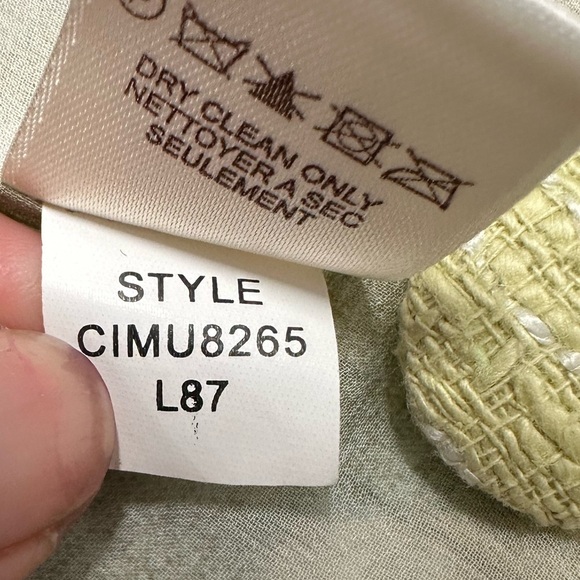 DRY CLEAN ONLY
NETTOYER A SEC
SEULEMENT
STYLE
CIMU8265
L87